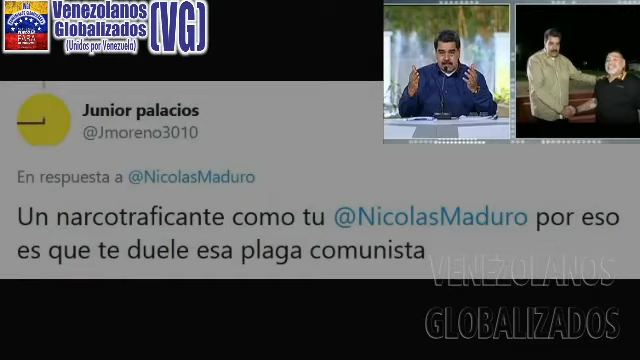 Venezolanos
Globalizados
(Unidos por Venezuela)
(VG)
Junior palacios
@Jmoreno3010
En respuesta a @NicolasMaduro
Un narcotraficante como tu @NicolasMaduro por eso
es que te duele esa plaga comunista
VENEZOLANOS
GLOBALIZADOS